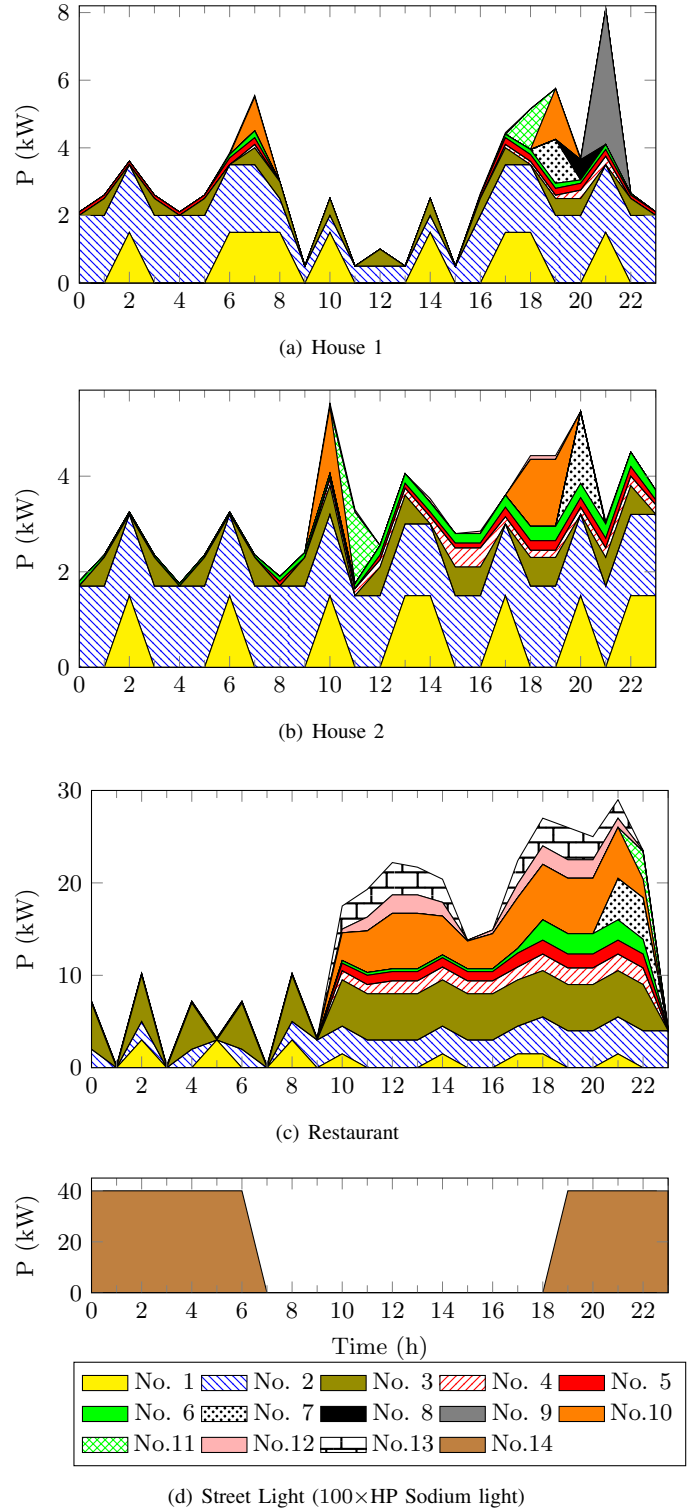 8
6
4
2
0
P (kW)
0 2 4 6 8 10 12 14 16 18 20 22
(a) House 1
4
2
0
P (kW)
0 2 4 6 8 10 12 14 16 18 20 22
(b) House 2
30
20
10
0
P (kW)
0 2 4 6 8 10 12 14 16 18 20 22
(c) Restaurant
40
20
0
P (kW)
0 2 4 6 8 10 12 14 16 18 20 22
Time (h)
No. 1 No. 2 No. 3 No. 4 No. 5
No. 6 No. 7 No. 8 No. 9 No.10
No.11 No.12 No.13 No.14
(d) Street Light (100×HP Sodium light)